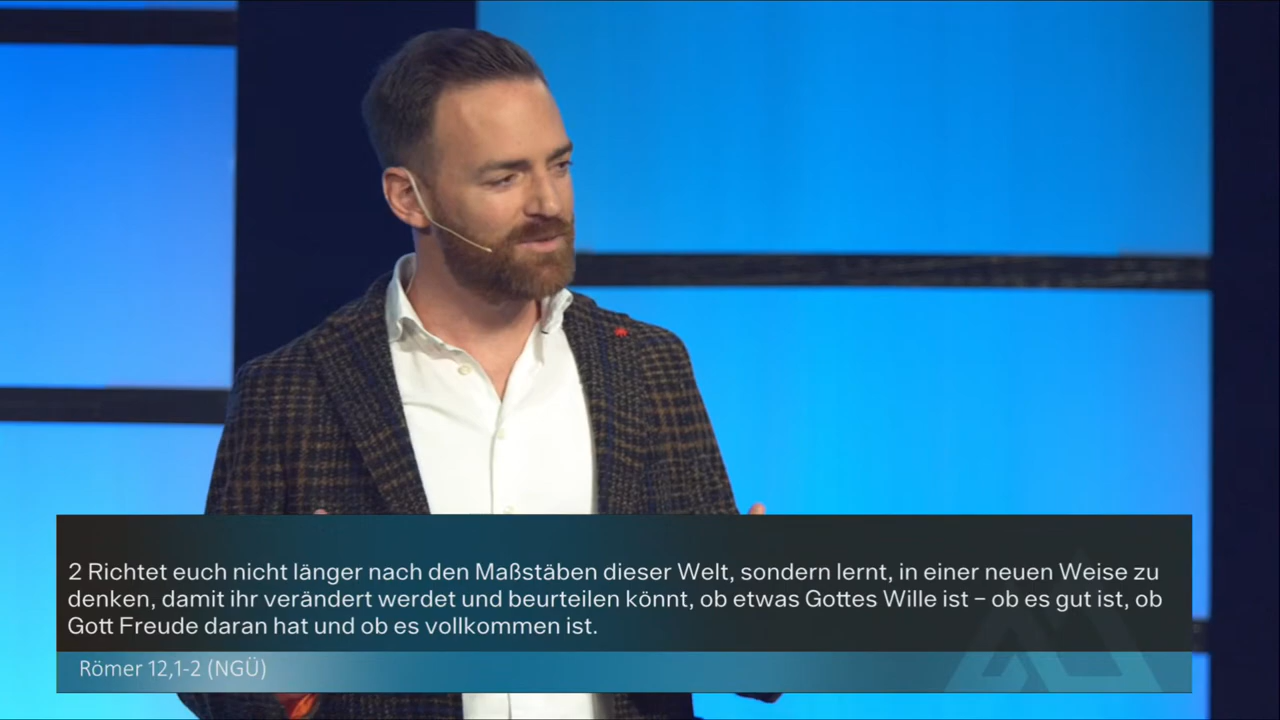 2 Richtet euch nicht länger nach den Maßstäben dieser Welt, sondern lernt, in einer neuen Weise zu
denken, damit ihr verändert werdet und beurteilen könnt, ob etwas Gottes Wille ist – ob es gut ist, ob
Gott Freude daran hat und ob es vollkommen ist.
Römer 12,1-2 (NGÜ)